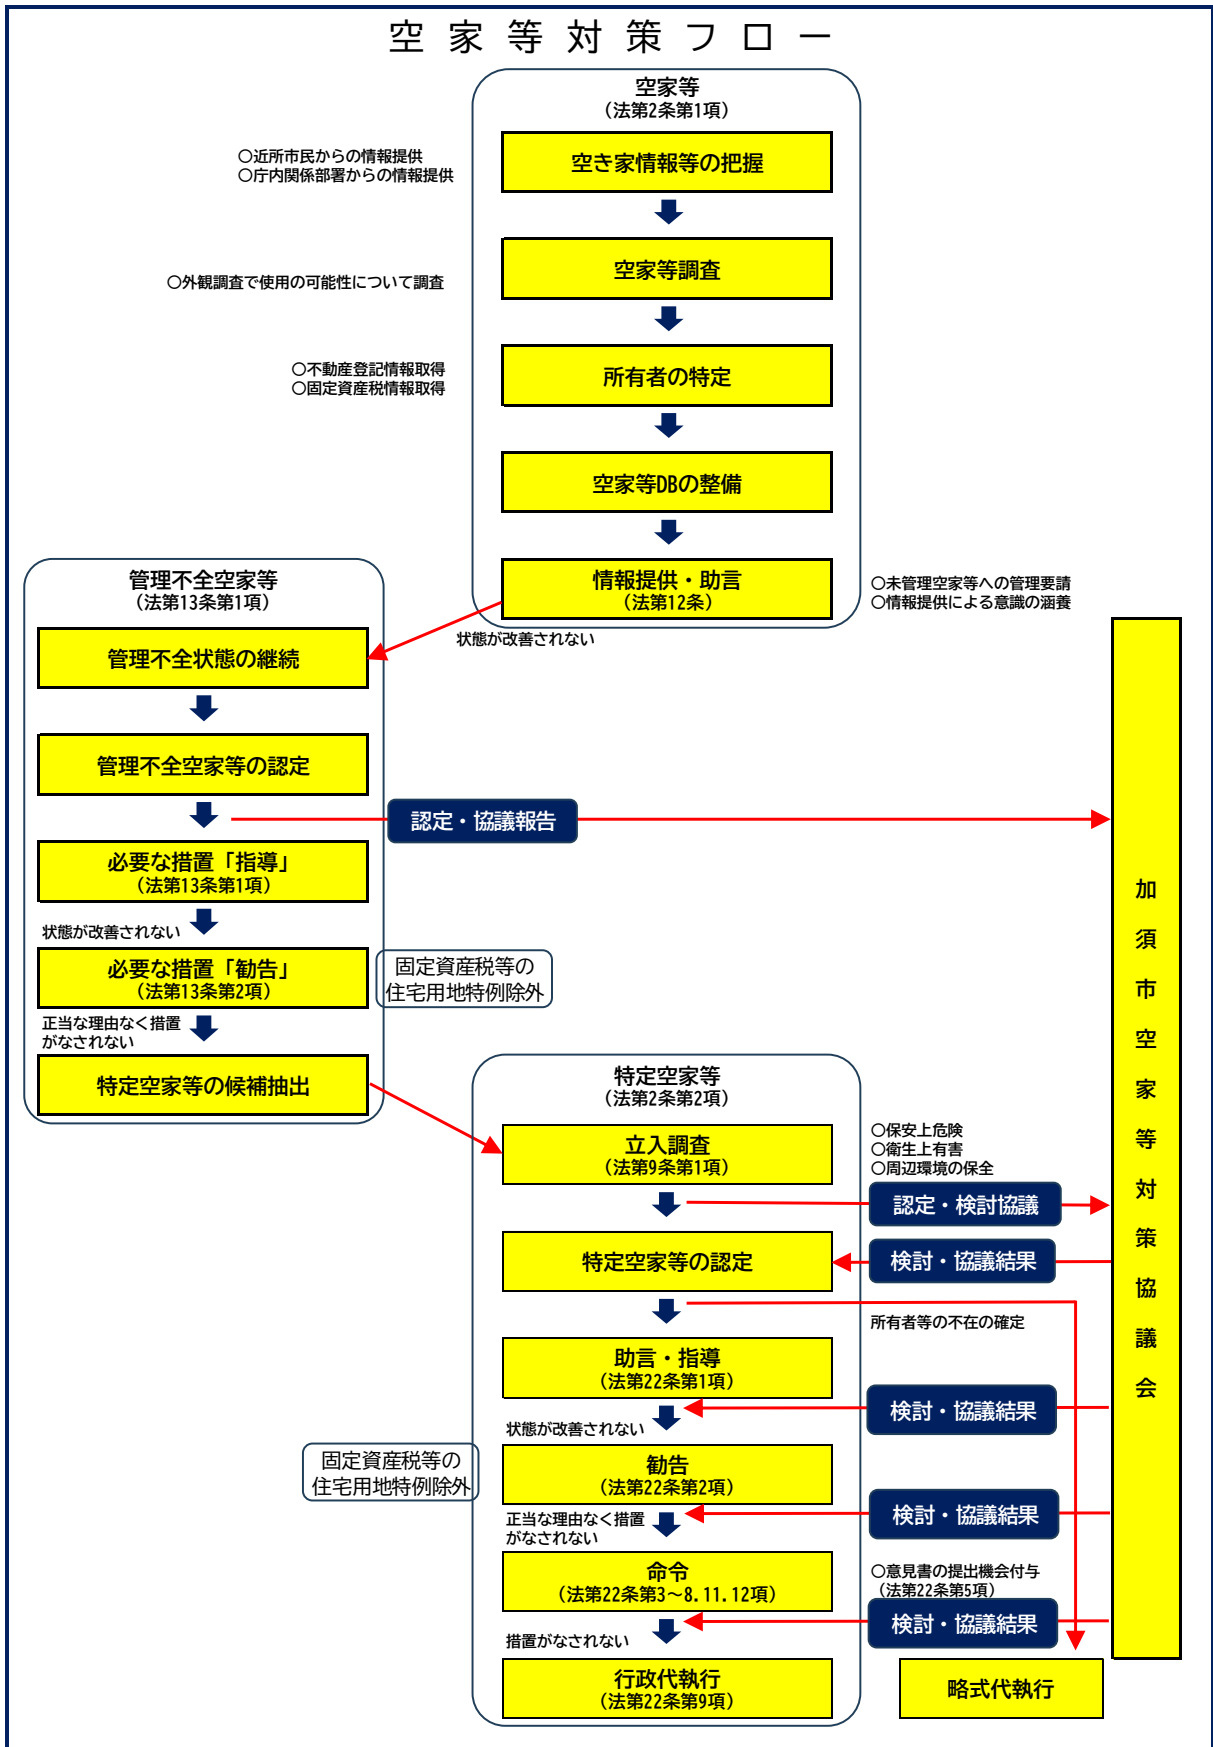 空家等対策フロー
空家等
(法第2条第1項)
○近所市民からの情報提供
○庁内関係部署からの情報提供
空き家情報等の把握
○外観調査で使用の可能性について調査
空家等調査
○不動産登記情報取得
○固定資産税情報取得
所有者の特定
空家等DBの整備
情報提供・助言
(法第12条)
○未管理空家等への管理要請
○情報提供による意識の涵養
状態が改善されない
管理不全空家等
(法第13条第1項)
管理不全状態の継続
管理不全空家等の認定
認定・協議報告
必要な措置「指導」
(法第13条第1項)
状態が改善されない
必要な措置「勧告」
(法第13条第2項)
固定資産税等の
住宅用地特例除外
正当な理由なく措置
がなされない
特定空家等の候補抽出
加須市空家等対策協議会
特定空家等
(法第2条第2項)
立入調査
(法第9条第1項)
○保安上危険
○衛生上有害
○周辺環境の保全
認定・検討協議
特定空家等の認定
検討・協議結果
所有者等の不在の確定
助言・指導
(法第22条第1項)
検討・協議結果
状態が改善されない
固定資産税等の
住宅用地特例除外
勧告
(法第22条第2項)
検討・協議結果
正当な理由なく措置
がなされない
命令
(法第22条第3～8.11.12項)
○意見書の提出機会付与
(法第22条第5項)
検討・協議結果
措置がなされない
行政代執行
(法第22条第9項)
略式代執行